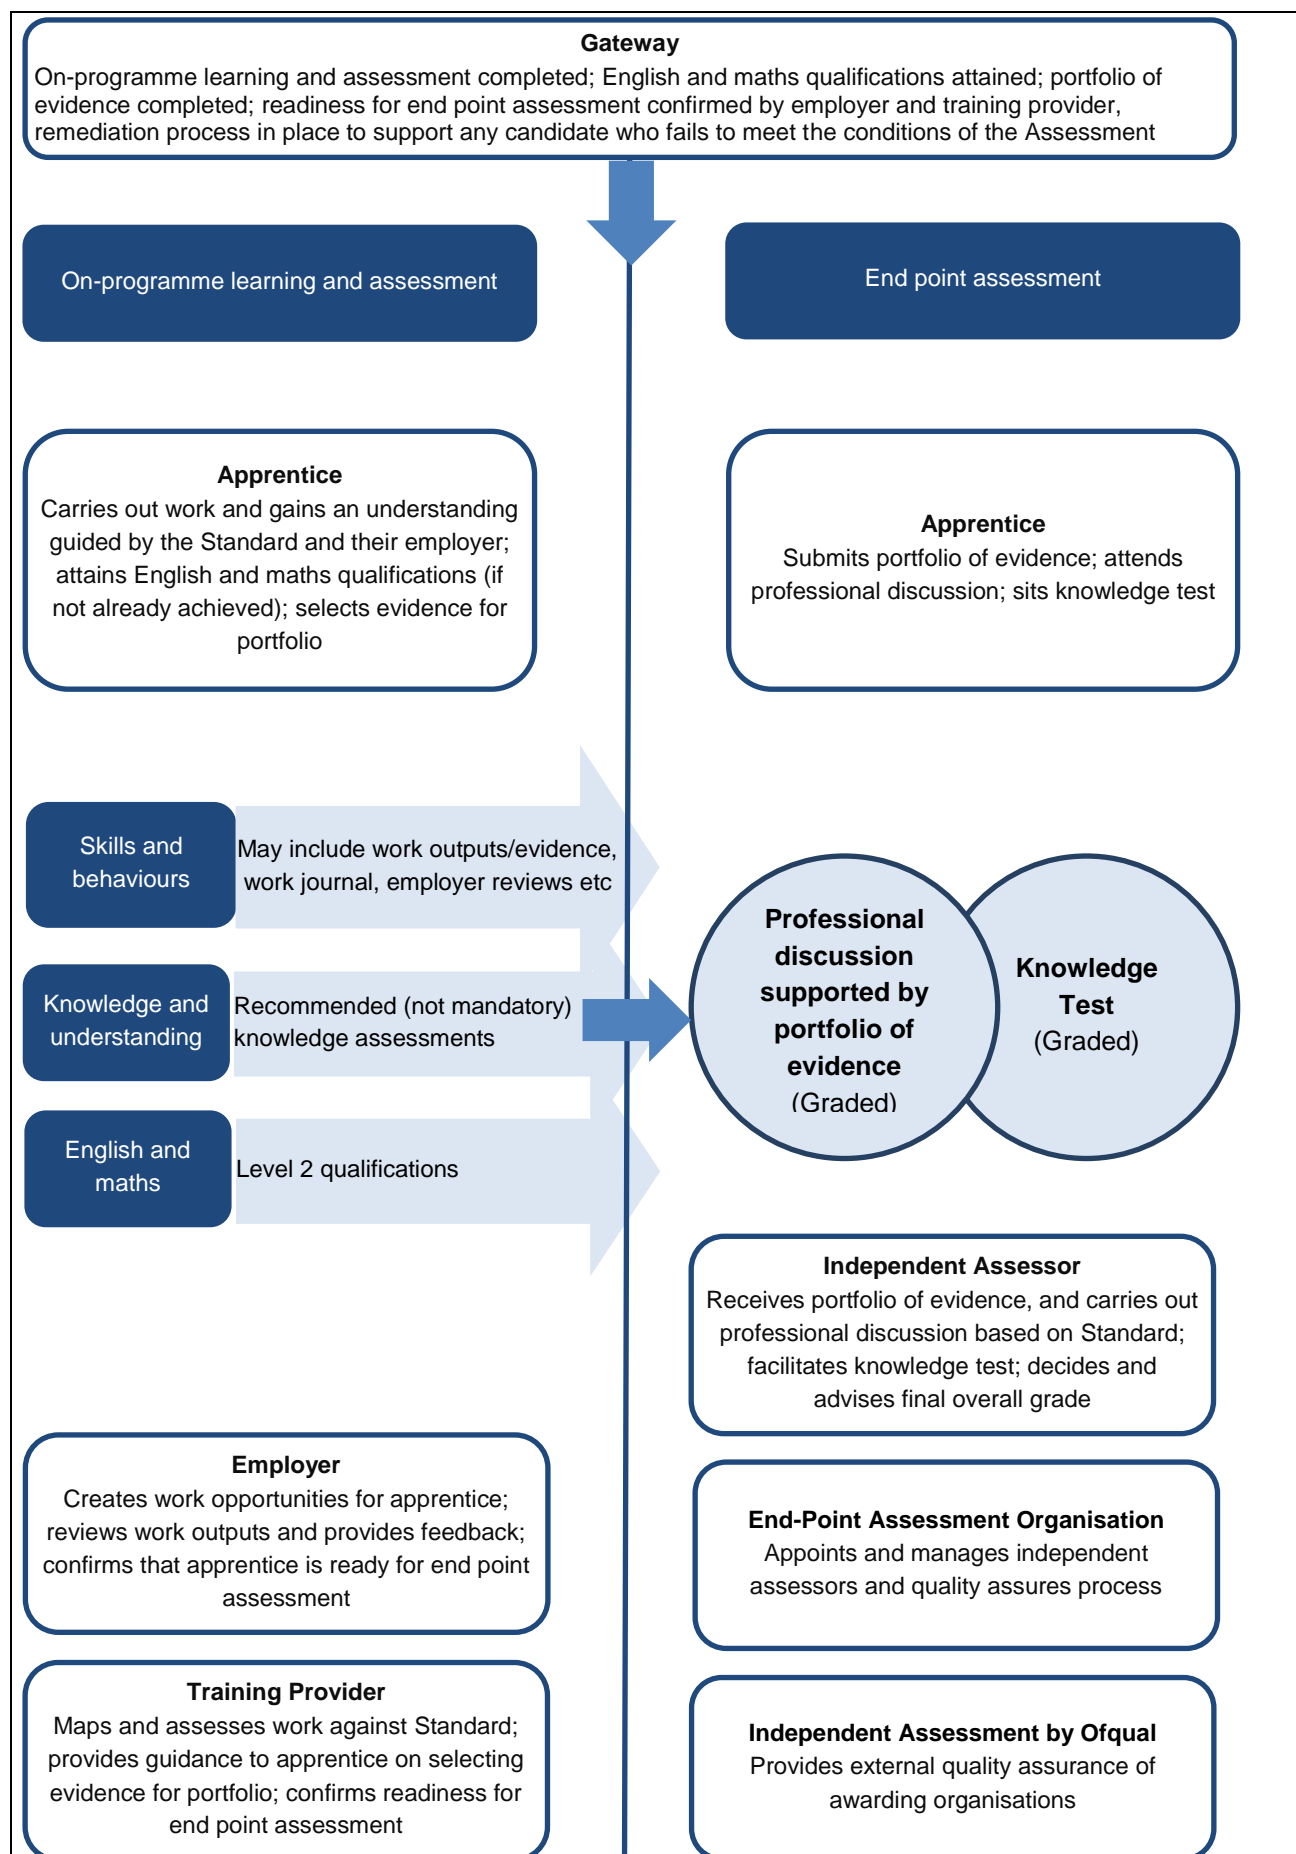 Gateway
On-programme learning and assessment completed; English and maths qualifications attained; portfolio of
evidence completed; readiness for end point assessment confirmed by employer and training provider,
remediation process in place to support any candidate who fails to meet the conditions of the Assessment
On-programme learning and assessment
End point assessment
Apprentice
Carries out work and gains an understanding
guided by the Standard and their employer;
attains English and maths qualifications (if
not already achieved); selects evidence for
portfolio
Apprentice
Submits portfolio of evidence; attends
professional discussion; sits knowledge test
Skills and
behaviours
May include work outputs/evidence,
work journal, employer reviews etc
Knowledge and
understanding
Recommended (not mandatory)
knowledge assessments
English and
maths
Level 2 qualifications
Professional
discussion
supported by
portfolio of
evidence
(Graded)
Knowledge
Test
(Graded)
Independent Assessor
Receives portfolio of evidence, and carries out
professional discussion based on Standard;
facilitates knowledge test; decides and
advises final overall grade
Employer
Creates work opportunities for apprentice;
reviews work outputs and provides feedback;
confirms that apprentice is ready for end point
assessment
End-Point Assessment Organisation
Appoints and manages independent
assessors and quality assures process
Training Provider
Maps and assesses work against Standard;
provides guidance to apprentice on selecting
evidence for portfolio; confirms readiness for
end point assessment
Independent Assessment by Ofqual
Provides external quality assurance of
awarding organisations